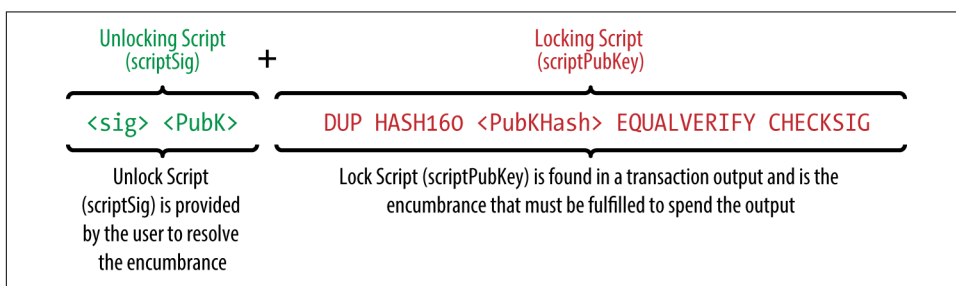 Unlocking Script
(scriptSig)
+
Locking Script
(scriptPubKey)
<sig> <PubK>
DUP HASH160 <PubKHash> EQUALVERIFY CHECKSIG
Unlock Script
(scriptSig) is provided
by the user to resolve
the encumbrance
Lock Script (scriptPubKey) is found in a transaction output and is the
encumbrance that must be fulfilled to spend the output